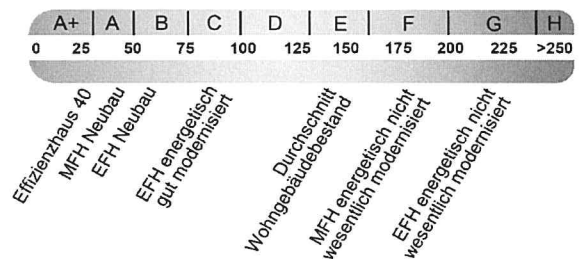 A+ A B C D E F G H
0 25 50 75 100 125 150 175 200 225 >250
Effizienzhaus 40
MFH Neubau
EFH Neubau
EFH energetisch
gut modernisiert
Durchschnitt
Wohngebäudebestand
MFH energetisch nicht
wesentlich modernisiert
EFH energetisch nicht
wesentlich modernisiert